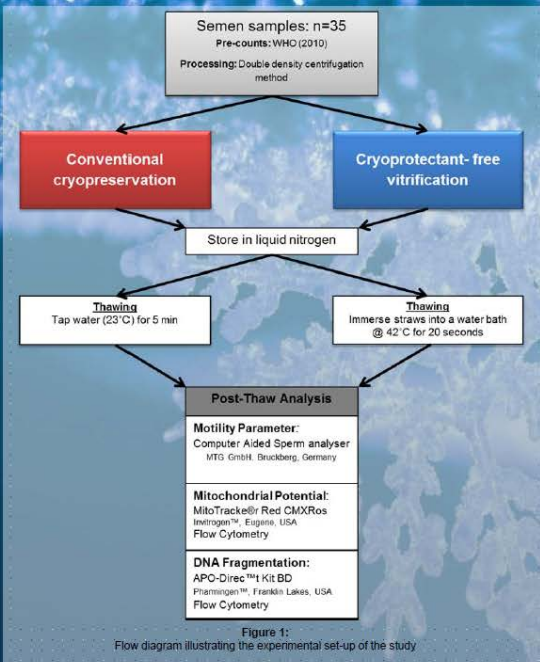 Semen samples: n=35
Pre-counts: WHO (2010)
Processing: Double density centrifugation
method
Conventional
cryopreservation
Cryoprotectant- free
vitrification
Store in liquid nitrogen
Thawing
Tap water (23°C) for 5 min
Thawing
Immerse straws into a water bath
@ 42°C for 20 seconds
Post-Thaw Analysis
Motility Parameter:
Computer Aided Sperm analyser
MTG GmbH, Bruckberg, Germany
Mitochondrial Potential:
MitoTracke®r Red CMXRos
Invitrogen™, Eugene, USA
Flow Cytometry
DNA Fragmentation:
APO-Direc™t Kit BD
Pharmingen™, Franklin Lakes, USA
Flow Cytometry
Figure 1:
Flow diagram illustrating the experimental set-up of the study